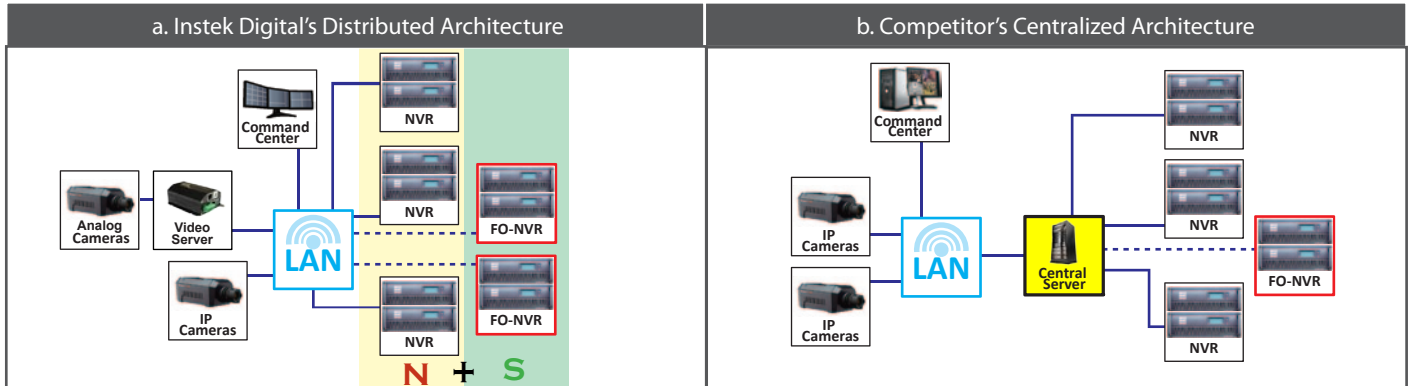 a. Instek Digital's Distributed Architecture
Command
Center
NVR
NVR
Analog
Cameras
Video
Server
LAN
FO-NVR
IP
Cameras
FO-NVR
NVR
N + S
b. Competitor's Centralized Architecture
Command
Center
NVR
NVR
IP
Cameras
LAN
Central
Server
FO-NVR
IP
Cameras
NVR